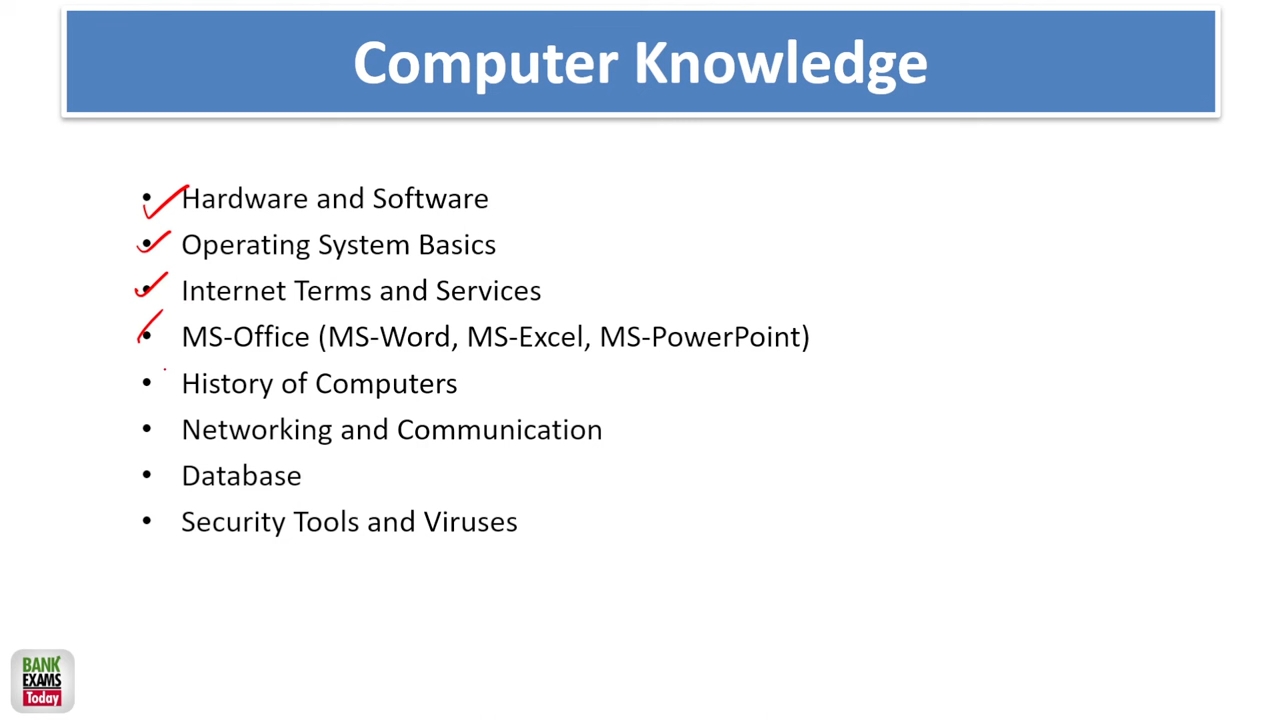 Computer Knowledge
• Hardware and Software
• Operating System Basics
• Internet Terms and Services
• MS-Office (MS-Word, MS-Excel, MS-PowerPoint)
• History of Computers
• Networking and Communication
• Database
• Security Tools and Viruses
BANK
EXAMS
Today